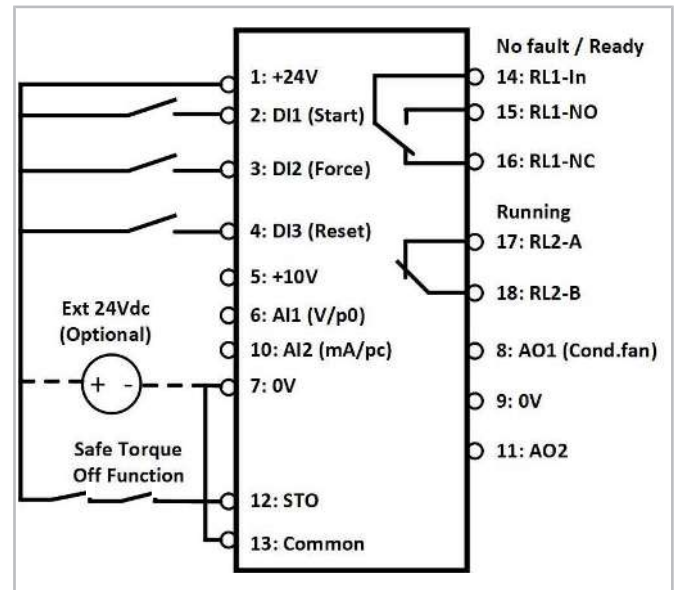 1: +24V
2: DI1 (Start)
3: DI2 (Force)
4: DI3 (Reset)
5: +10V
6: AI1 (V/p0)
10: AI2 (mA/pc)
7: 0V
12: STO
13: Common
Ext 24Vdc
(Optional)
+ -
Safe Torque
Off Function
No fault / Ready
14: RL1-In
15: RL1-NO
16: RL1-NC
Running
17: RL2-A
18: RL2-B
8: AO1 (Cond.fan)
9: 0V
11: AO2